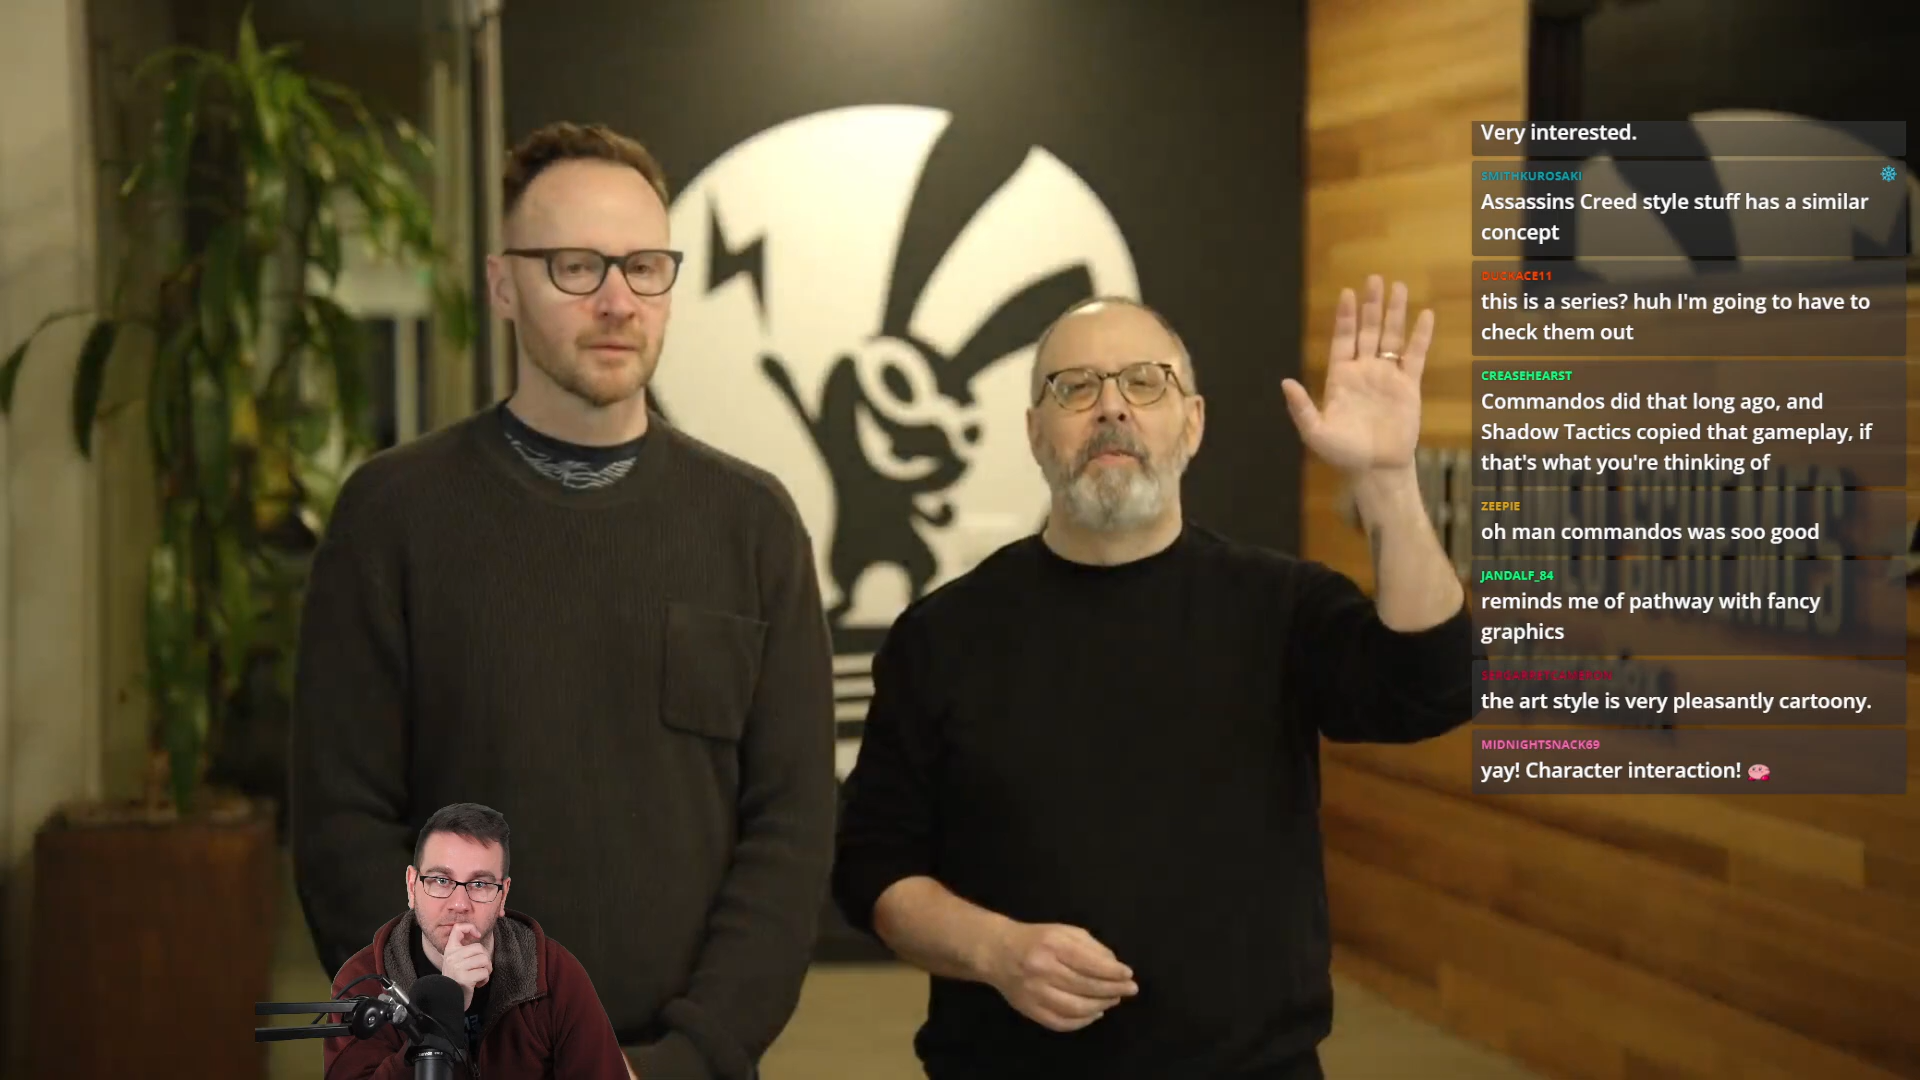 Very interested.
SMITHKUROSAKI
Assassins Creed style stuff has a similar
concept
DUCKACE11
this is a series? huh I'm going to have to
check them out
CREASEHEARST
Commandos did that long ago, and
Shadow Tactics copied that gameplay, if
that's what you're thinking of
ZEEPIE
oh man commandos was soo good
JANDALF_84
reminds me of pathway with fancy
graphics
the art style is very pleasantly cartoony.
MIDNIGHTSNACK69
yay! Character interaction!